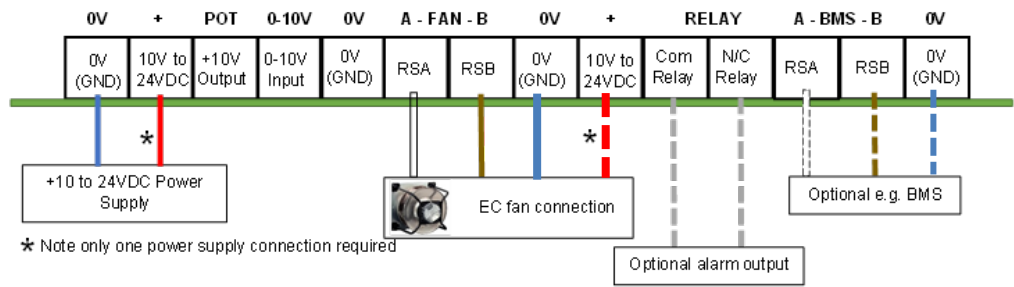 0V + POT 0-10V 0V A - FAN - B 0V + RELAY A - BMS - B 0V
0V (GND)
10V to 24VDC
+10V Output
0-10V Input
0V (GND)
RSA
RSB
0V (GND)
10V to 24VDC
Com Relay
N/C Relay
RSA
RSB
0V (GND)
*
*
+10 to 24VDC Power
Supply
EC fan connection
Optional e.g. BMS
* Note only one power supply connection required
Optional alarm output